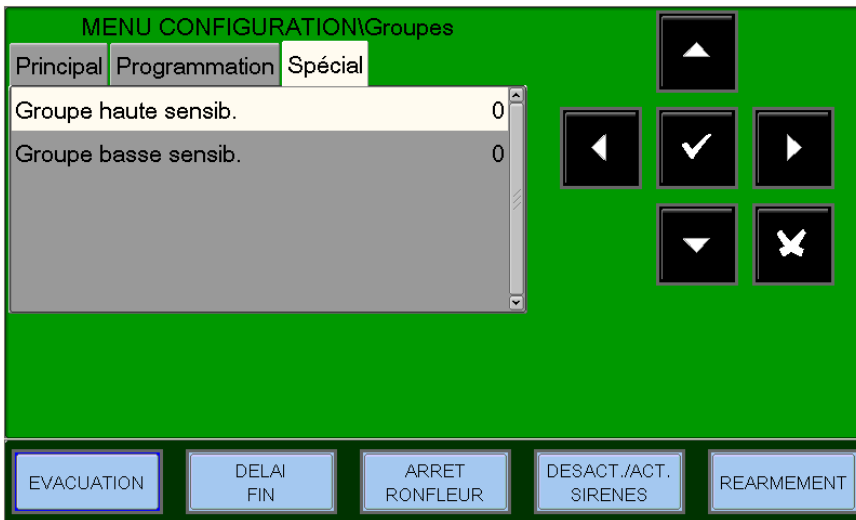 MENU CONFIGURATION\Groupes
Principal Programmation Spécial
Groupe haute sensib. 0
Groupe basse sensib. 0
EVACUATION
DELAI
FIN
ARRET
RONFLEUR
DESACT./ACT.
SIRENES
REARMEMENT